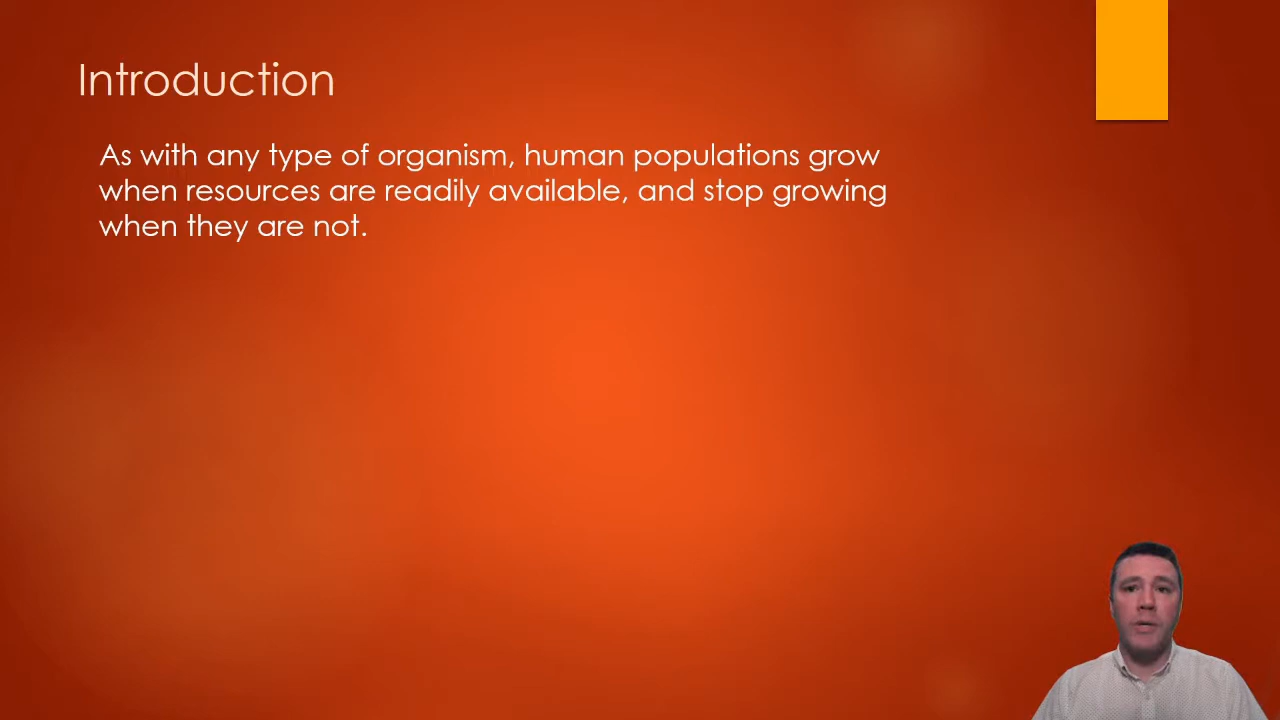 Introduction
As with any type of organism, human populations grow
when resources are readily available, and stop growing
when they are not.